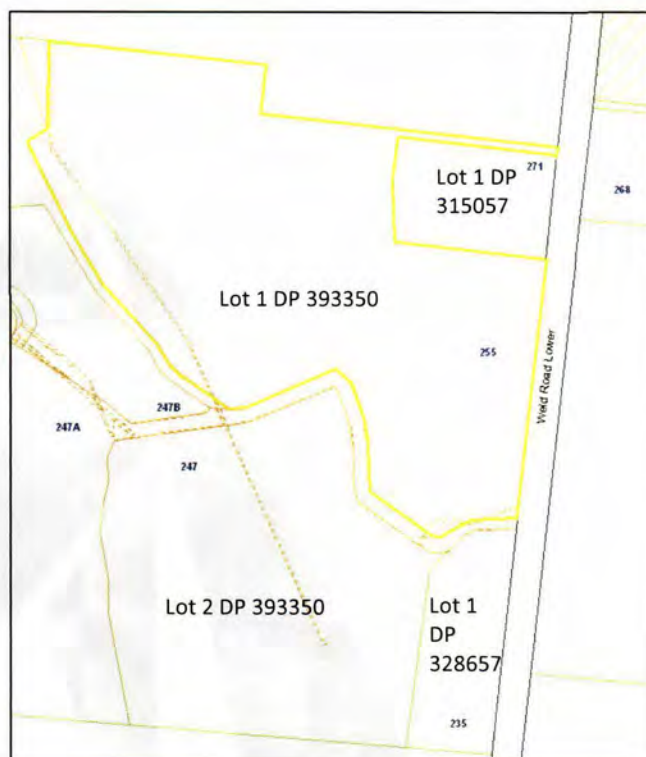 Lot 1 DP
315057
271
268
Lot 1 DP 393350
255
Weld Road Lower
247B
247A
247
Lot 2 DP 393350
Lot 1
DP
328657
235